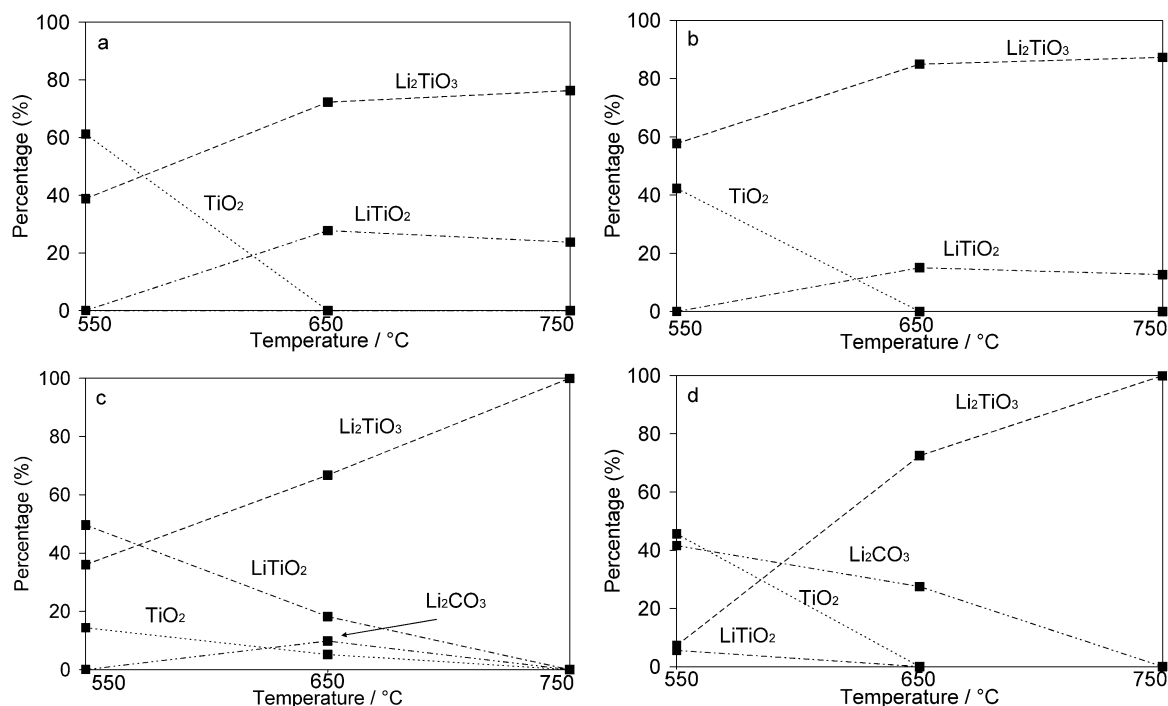 a
Percentage (%)
100
80
60
40
20
0
Li₂TiO₃
TiO₂
LiTiO₂
550
650
750
Temperature / °C
b
Percentage (%)
100
80
60
40
20
0
Li₂TiO₃
TiO₂
LiTiO₂
550
650
750
Temperature / °C
c
Percentage (%)
100
80
60
40
20
0
Li₂TiO₃
LiTiO₂
Li₂CO₃
TiO₂
550
650
750
Temperature / °C
d
Percentage (%)
100
80
60
40
20
0
Li₂TiO₃
Li₂CO₃
TiO₂
LiTiO₂
550
650
750
Temperature / °C